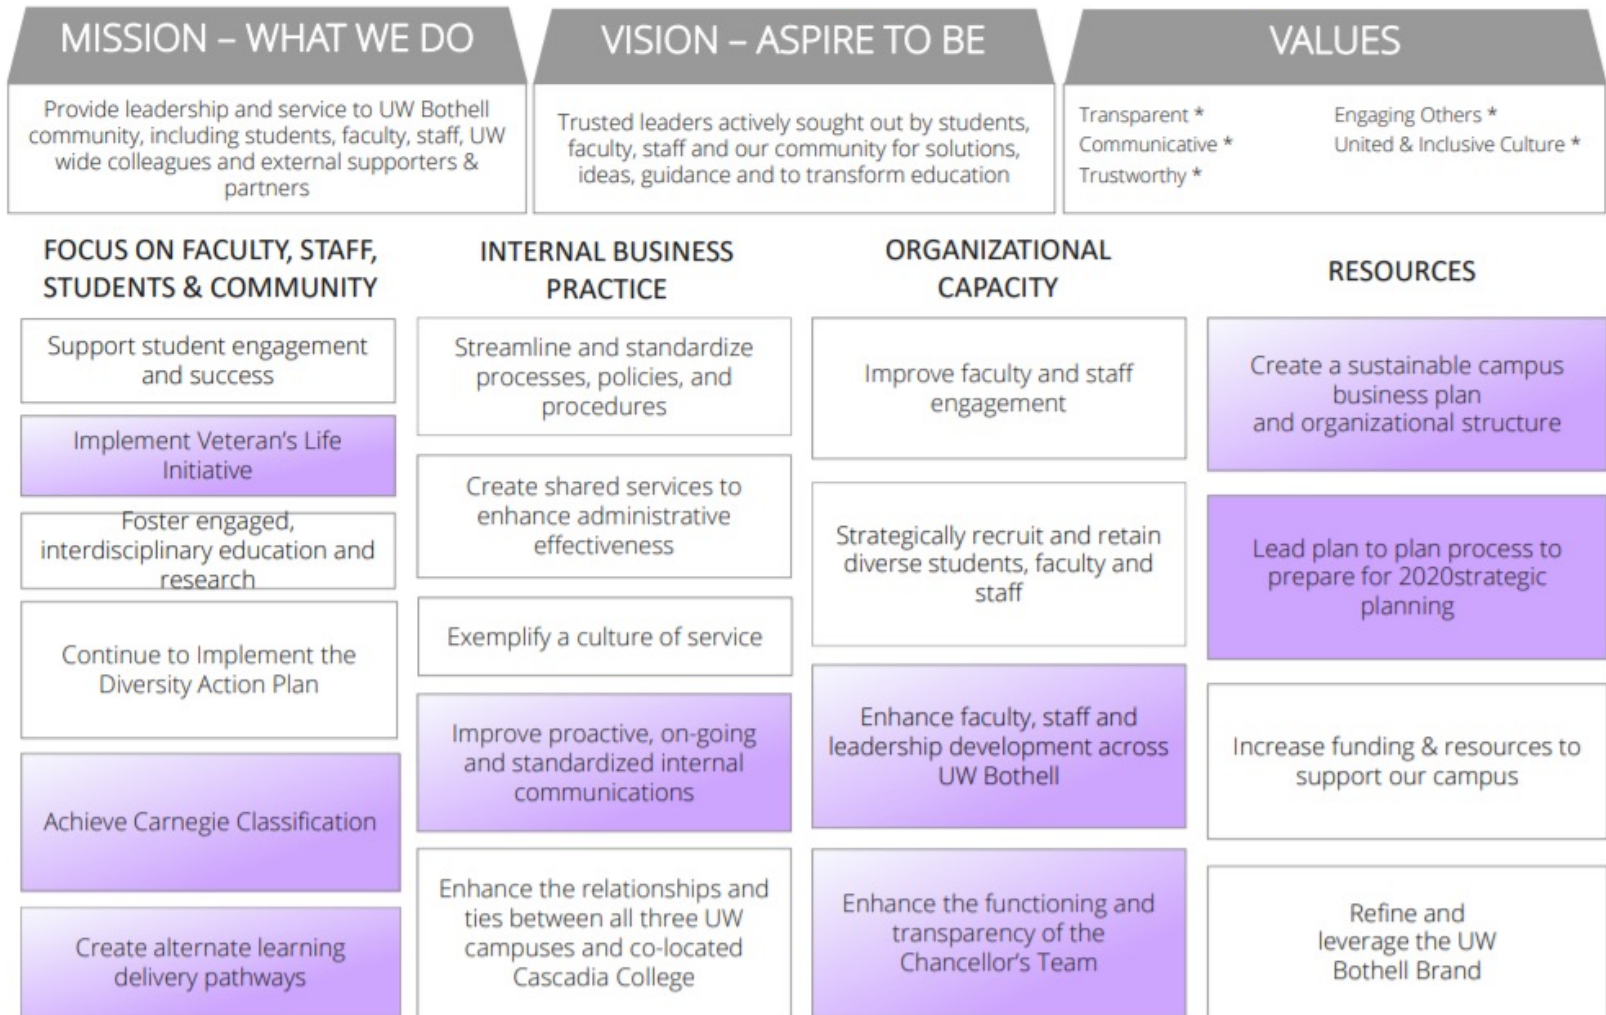 MISSION – WHAT WE DO
Provide leadership and service to UW Bothell
community, including students, faculty, staff, UW
wide colleagues and external supporters &
partners
VISION – ASPIRE TO BE
Trusted leaders actively sought out by students,
faculty, staff and our community for solutions,
ideas, guidance and to transform education
VALUES
Transparent *
Communicative *
Trustworthy *
Engaging Others *
United & Inclusive Culture *
FOCUS ON FACULTY, STAFF,
STUDENTS & COMMUNITY
Support student engagement
and success
Implement Veteran's Life
Initiative
Foster engaged,
interdisciplinary education and
research
Continue to Implement the
Diversity Action Plan
Achieve Carnegie Classification
Create alternate learning
delivery pathways
INTERNAL BUSINESS
PRACTICE
Streamline and standardize
processes, policies, and
procedures
Create shared services to
enhance administrative
effectiveness
Exemplify a culture of service
Improve proactive, on-going
and standardized internal
communications
Enhance the relationships and
ties between all three UW
campuses and co-located
Cascadia College
ORGANIZATIONAL
CAPACITY
Improve faculty and staff
engagement
Strategically recruit and retain
diverse students, faculty and
staff
Enhance faculty, staff and
leadership development across
UW Bothell
Enhance the functioning and
transparency of the
Chancellor's Team
RESOURCES
Create a sustainable campus
business plan
and organizational structure
Lead plan to plan process to
prepare for 2020strategic
planning
Increase funding & resources to
support our campus
Refine and
leverage the UW
Bothell Brand